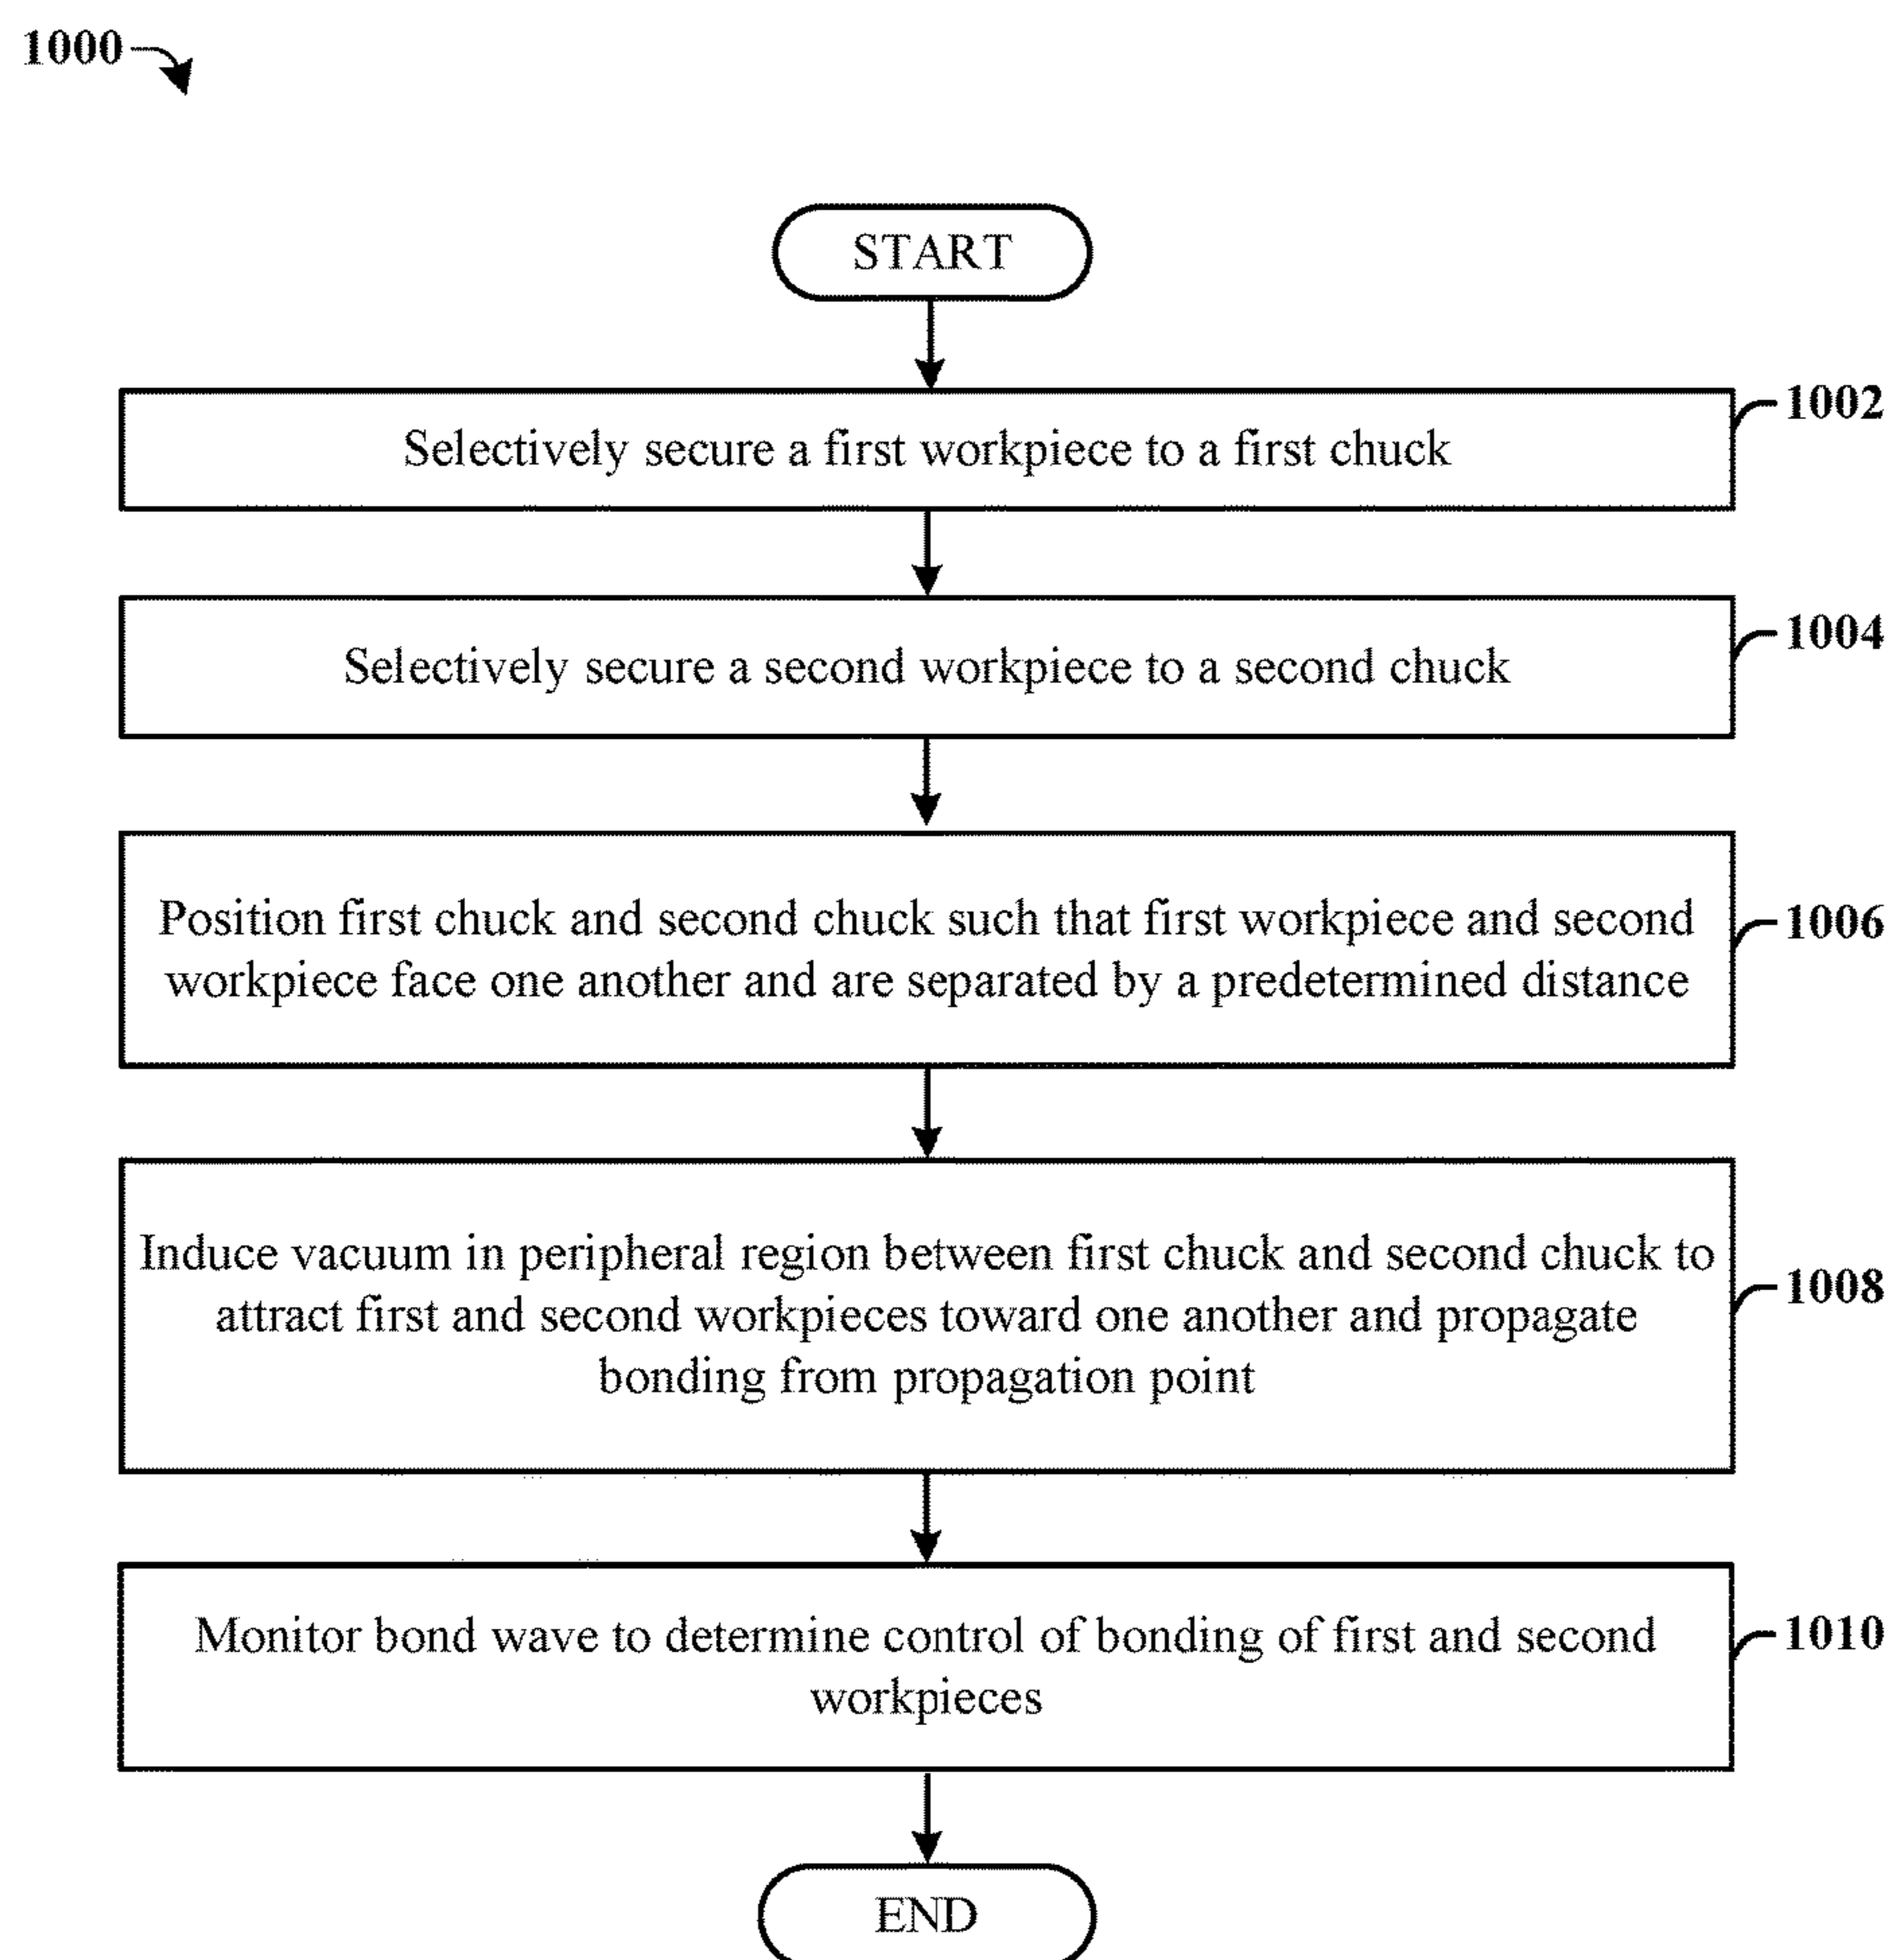 1000
START
Selectively secure a first workpiece to a first chuck
1002
Selectively secure a second workpiece to a second chuck
1004
Position first chuck and second chuck such that first workpiece and second
workpiece face one another and are separated by a predetermined distance
1006
Induce vacuum in peripheral region between first chuck and second chuck to
attract first and second workpieces toward one another and propagate
bonding from propagation point
1008
Monitor bond wave to determine control of bonding of first and second
workpieces
1010
END